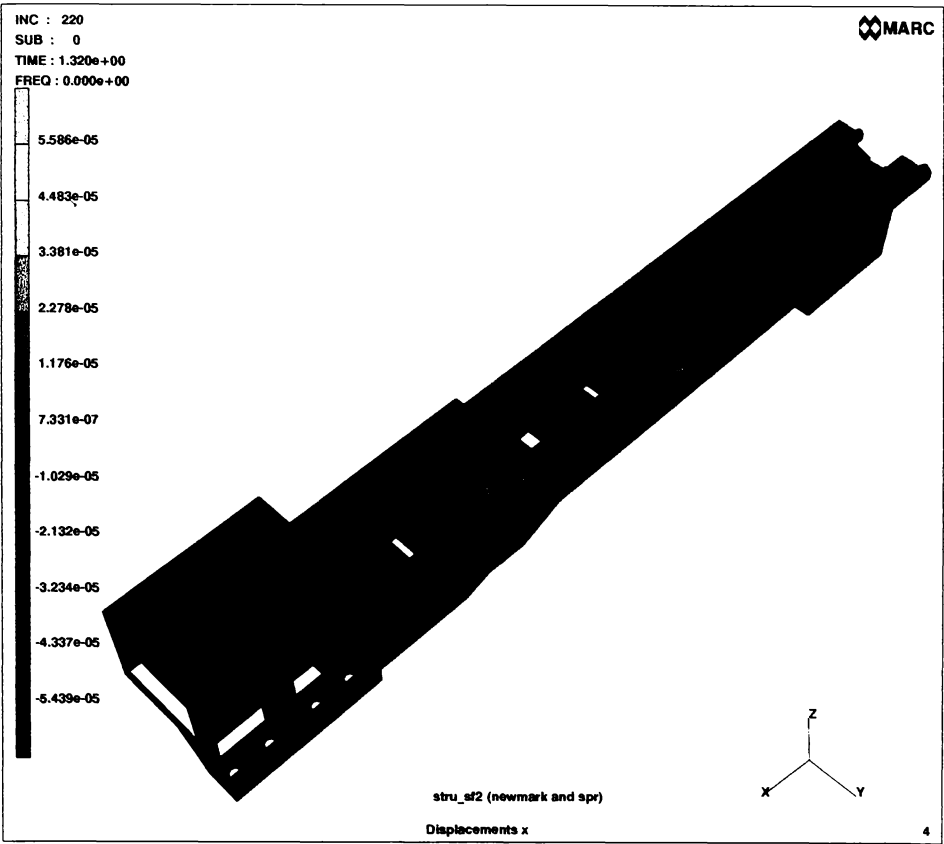 INC : 220
SUB : 0
TIME : 1.320e+00
FREQ : 0.000e+00
MARC
5.586e-05
4.483e-05
3.381e-05
2.278e-05
1.176e-05
7.331e-07
-1.029e-05
-2.132e-05
-3.234e-05
-4.337e-05
-5.439e-05
Z
X
Y
stru_sf2 (newmark and spr)
Displacements x
4